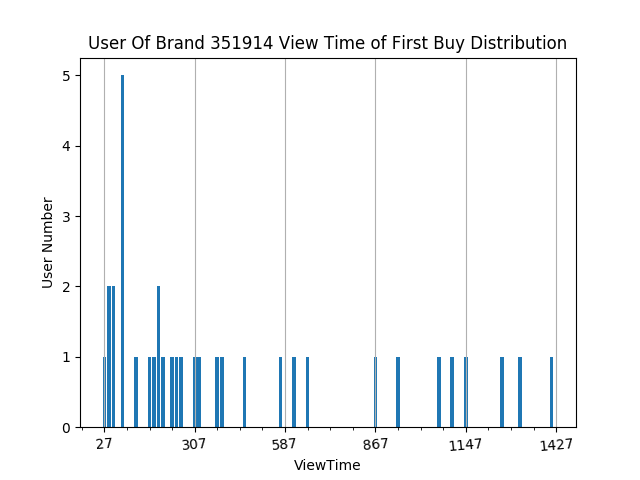 User Of Brand 351914 View Time of First Buy Distribution
5
4
3
2
1
0
User Number
27 307 587 867 1147 1427
ViewTime